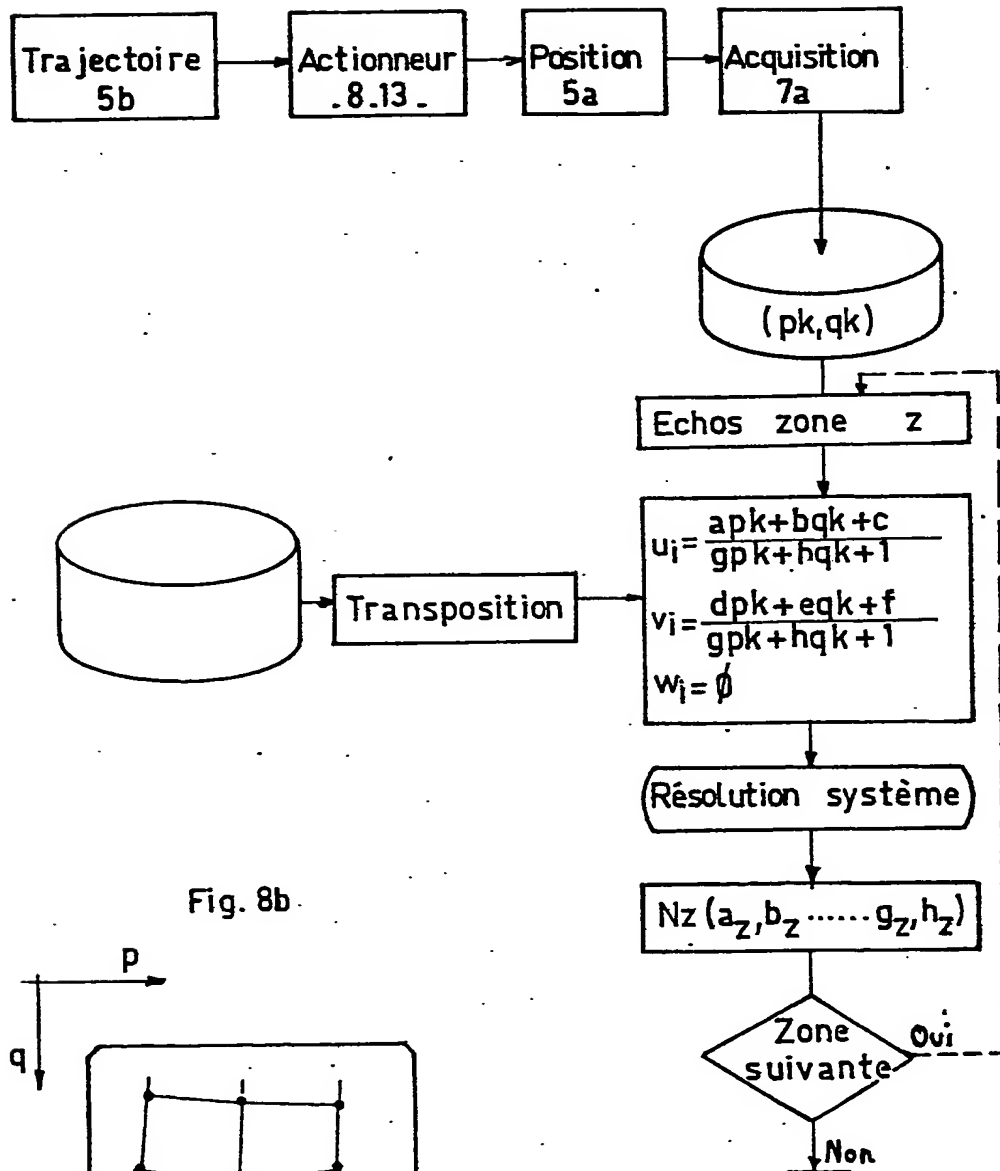 Trajectoire
5b
Actionneur
_8_13_
Position
5a
Acquisition
7a
(pk,qk)
Echos zone z
ui= apk+bqk+c
gpk+hqk+1
vi= dpk+eqk+f
gpk+hqk+1
wi=ø
Transposition
Résolution système
Nz(az,bz......gz,hz)
Zone
suivante
Oui
Non
Fig. 8b
p
q